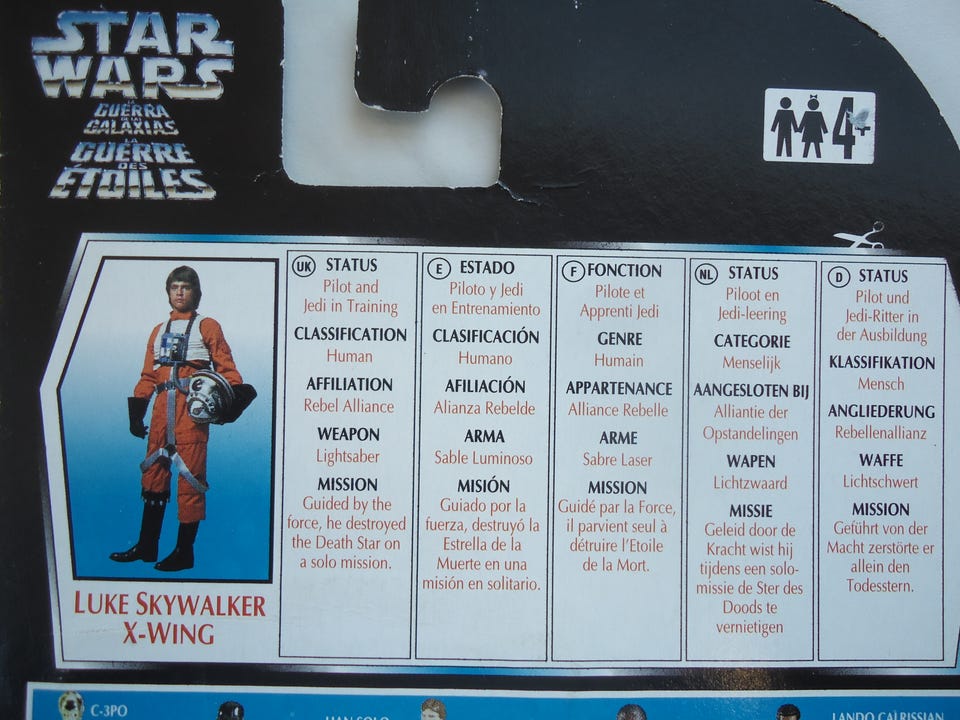 STAR
WARS
LA
GUERRA
DE LAS
GALAXIAS
LA
GUERRE
DES
ÉTOILES
4+
LUKE SKYWALKER
X-WING
UK STATUS
Pilot and
Jedi in Training
CLASSIFICATION
Human
AFFILIATION
Rebel Alliance
WEAPON
Lightsaber
MISSION
Guided by the
force, he destroyed
the Death Star on
a solo mission.
E ESTADO
Piloto y Jedi
en Entrenamiento
CLASIFICACIÓN
Humano
AFILIACIÓN
Alianza Rebelde
ARMA
Sable Luminoso
MISIÓN
Guiado por la
fuerza, destruyó la
Estrella de la
Muerte en una
misión en solitario.
F FONCTION
Pilote et
Apprenti Jedi
GENRE
Humain
APPARTENANCE
Alliance Rebelle
ARME
Sabre Laser
MISSION
Guidé par la Force,
il parvient seul à
détruire l'Etoile
de la Mort.
NL STATUS
Piloot en
Jedi-leering
CATEGORIE
Menselijk
AANGESLOTEN BIJ
Alliantie der
Opstandelingen
WAPEN
Lichtzwaard
MISSIE
Geleid door de
Kracht wist hij
tijdens een solo-
missie de Ster des
Doods te
vernietigen
D STATUS
Pilot und
Jedi-Ritter in
der Ausbildung
KLASSIFIKATION
Mensch
ANGLIEDERUNG
Rebellenallianz
WAFFE
Lichtschwert
MISSION
Geführt von der
Macht zerstörte er
allein den
Todesstern.
C-3PO
HAN SOLO
LANDO CALRISSIAN